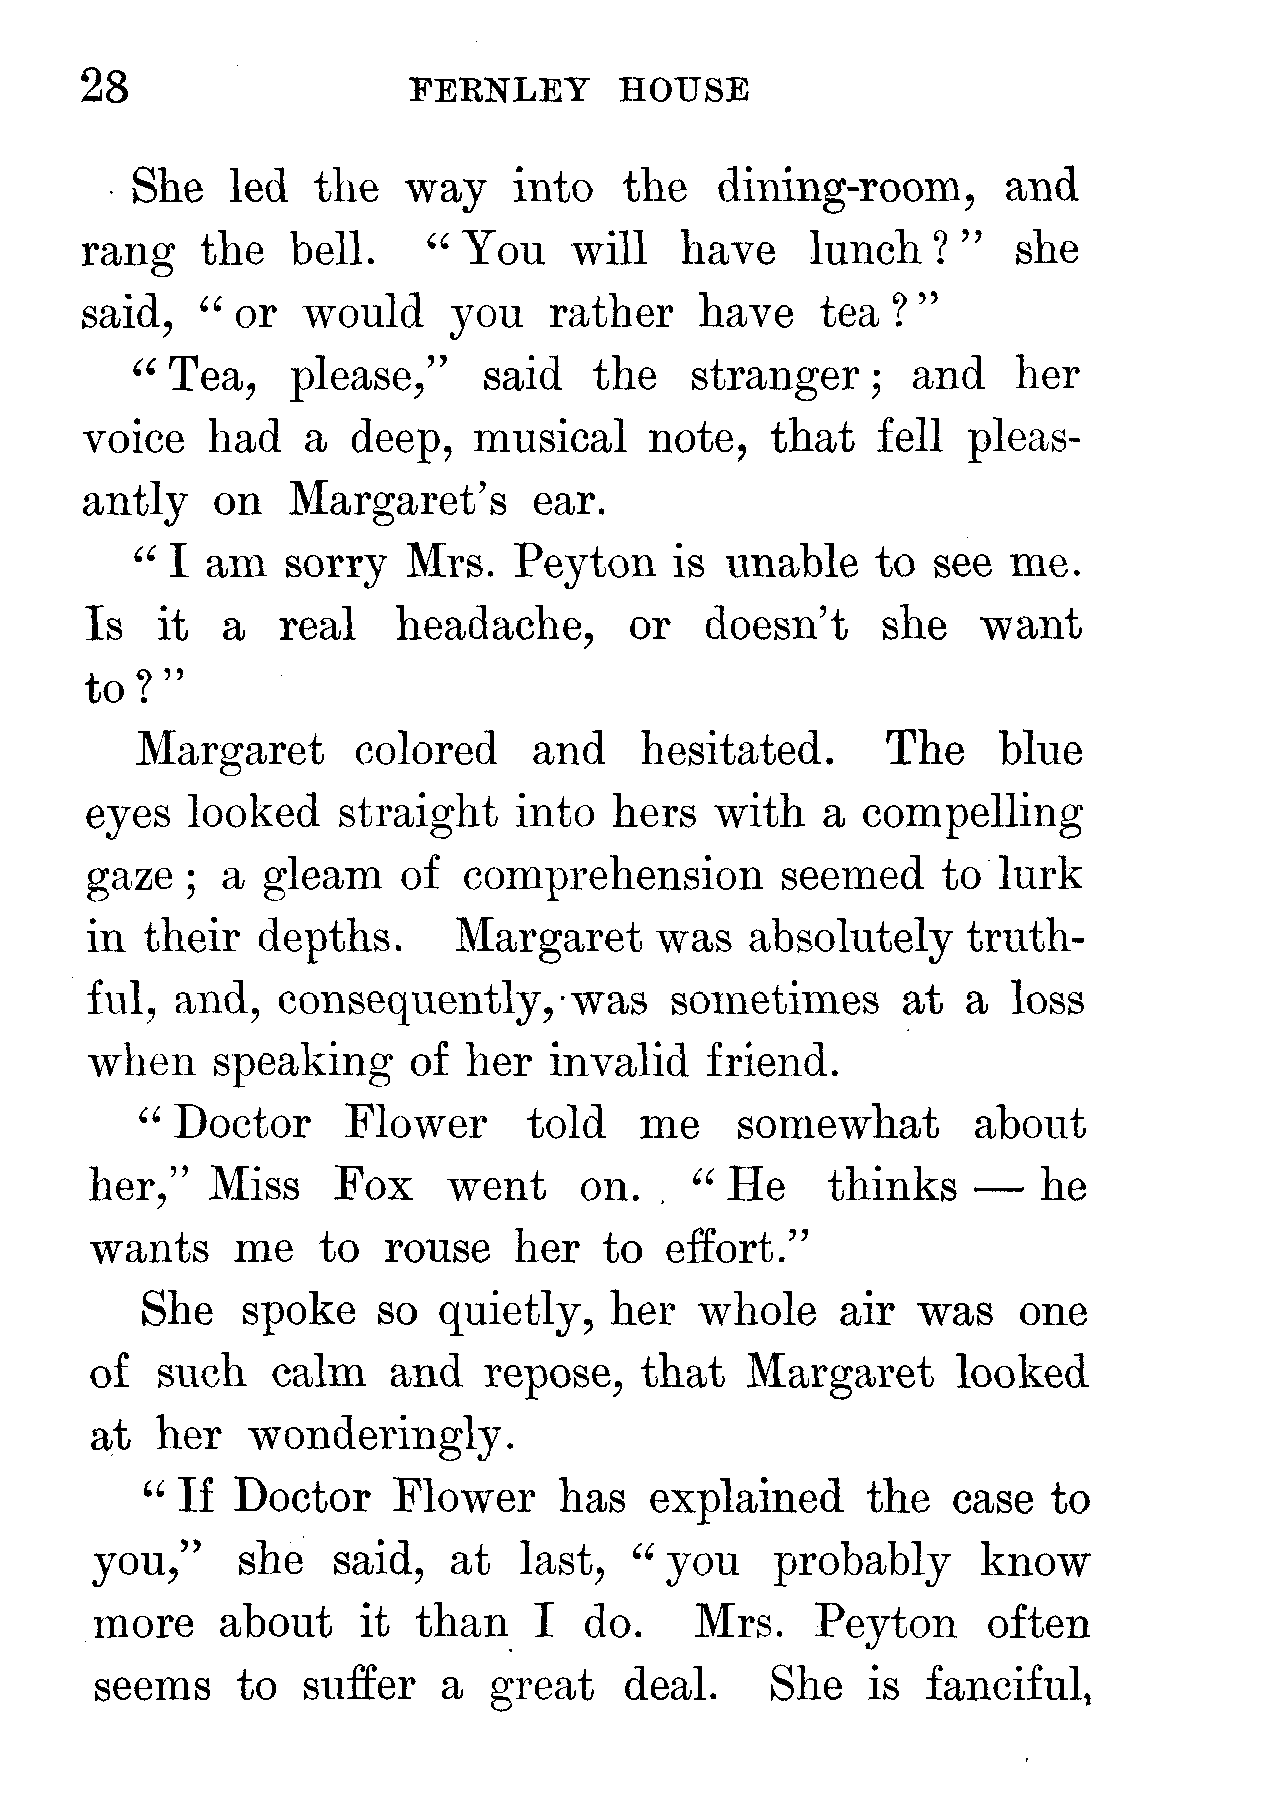 28 FERNLEY HOUSE
She led the way into the dining-room, and
rang the bell. “ You will have lunch ? ” she
said, “ or would you rather have tea ? ”
“ Tea, please,” said the stranger ; and her
voice had a deep, musical note, that fell pleas-
antly on Margaret’s ear.
“ I am sorry Mrs. Peyton is unable to see me.
Is it a real headache, or doesn’t she want
to ? ”
Margaret colored and hesitated. The blue
eyes looked straight into hers with a compelling
gaze ; a gleam of comprehension seemed to lurk
in their depths. Margaret was absolutely truth-
ful, and, consequently, was sometimes at a loss
when speaking of her invalid friend.
“ Doctor Flower told me somewhat about
her,” Miss Fox went on. “ He thinks — he
wants me to rouse her to effort.”
She spoke so quietly, her whole air was one
of such calm and repose, that Margaret looked
at her wonderingly.
“ If Doctor Flower has explained the case to
you,” she said, at last, “ you probably know
more about it than I do. Mrs. Peyton often
seems to suffer a great deal. She is fanciful,